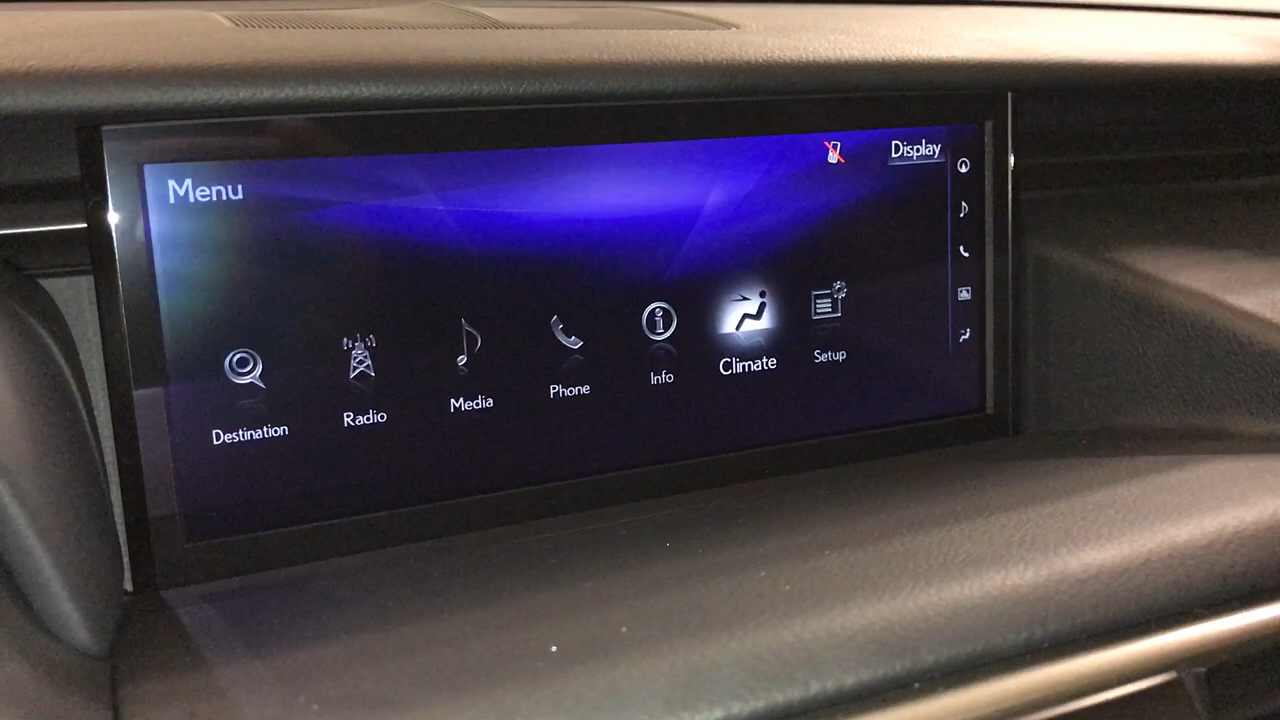 Display
Menu
Destination
Radio
Media
Phone
Info
Climate
Setup